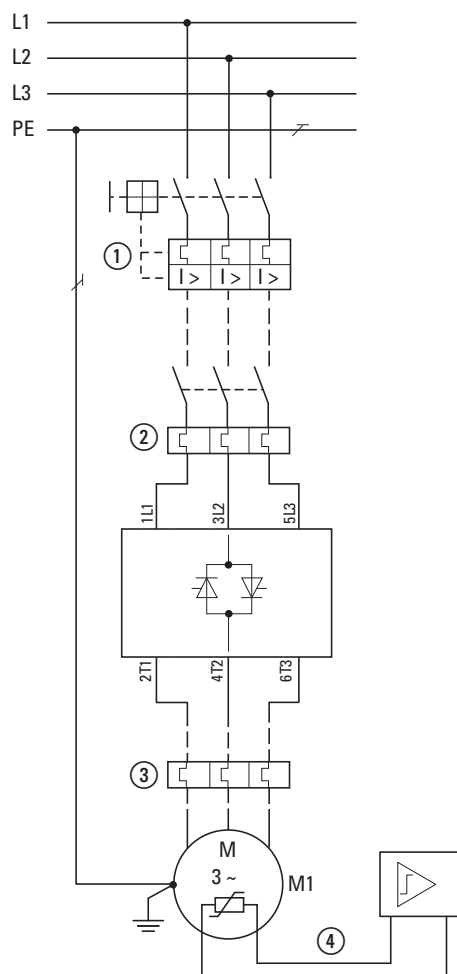 L1
L2
L3
PE
①
I > I > I >
②
1L1 3L2 5L3
2T1 4T2 6T3
③
M
3 ~
M1
④